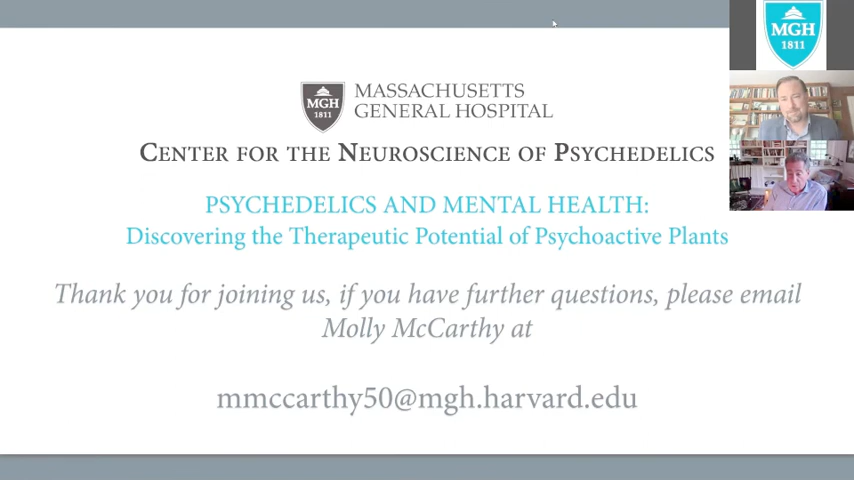 MASSACHUSETTS
GENERAL HOSPITAL
MGH
1811
CENTER FOR THE NEUROSCIENCE OF PSYCHEDELICS
PSYCHEDELICS AND MENTAL HEALTH:
Discovering the Therapeutic Potential of Psychoactive Plants
Thank you for joining us, if you have further questions, please email
Molly McCarthy at
mmccarthy50@mgh.harvard.edu
MGH
1811